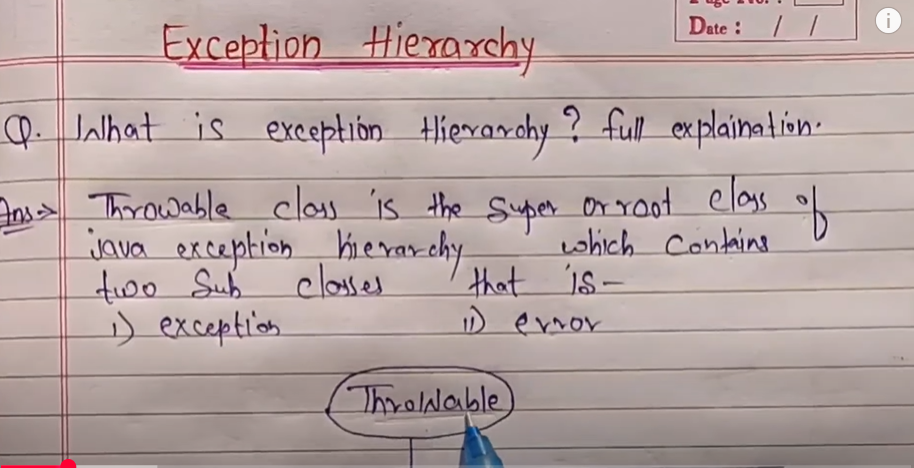 Date : / /
Exception Hierarchy
Q. What is exception Hierarchy? full explaination.
Ans⇒ Throwable class is the super or root class of
java exception hierarchy which contains
two Sub classes that is-
i) exception ii) error
Throwable